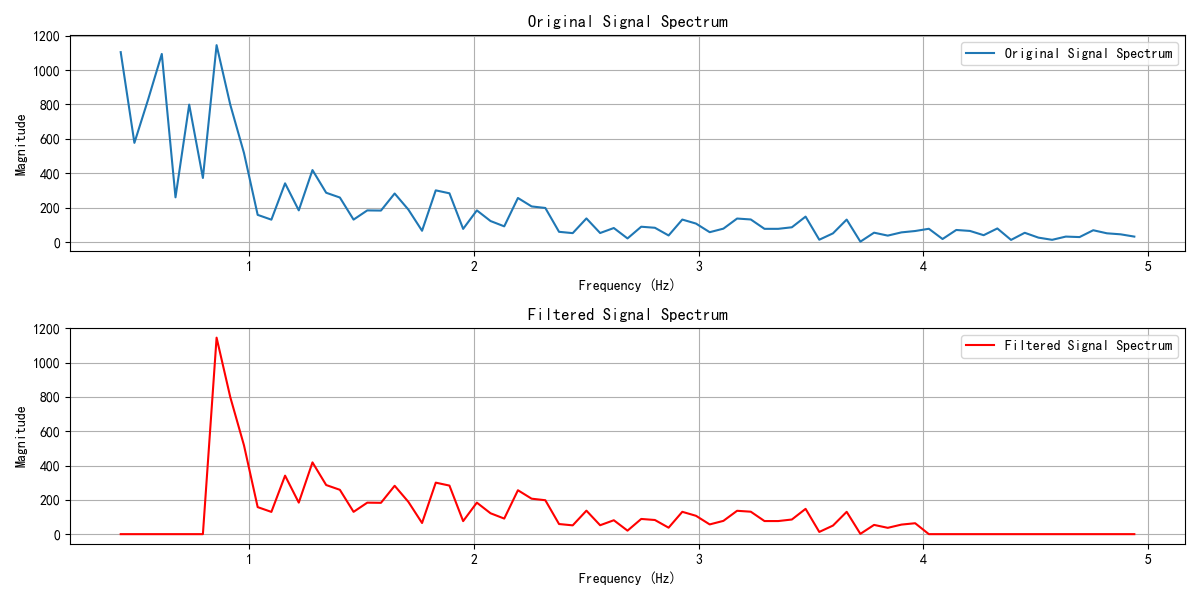 Original Signal Spectrum
Original Signal Spectrum
Magnitude
1200
1000
800
600
400
200
0
1 2 3 4 5
Frequency (Hz)
Filtered Signal Spectrum
Filtered Signal Spectrum
Magnitude
1200
1000
800
600
400
200
0
1 2 3 4 5
Frequency (Hz)